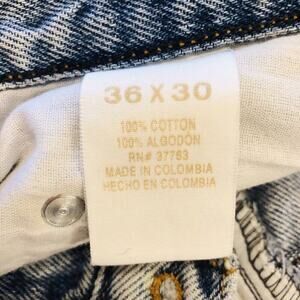 36 X 30
100% COTTON
100% ALGODON
RN# 37763
MADE IN COLOMBIA
HECHO EN COLOMBIA